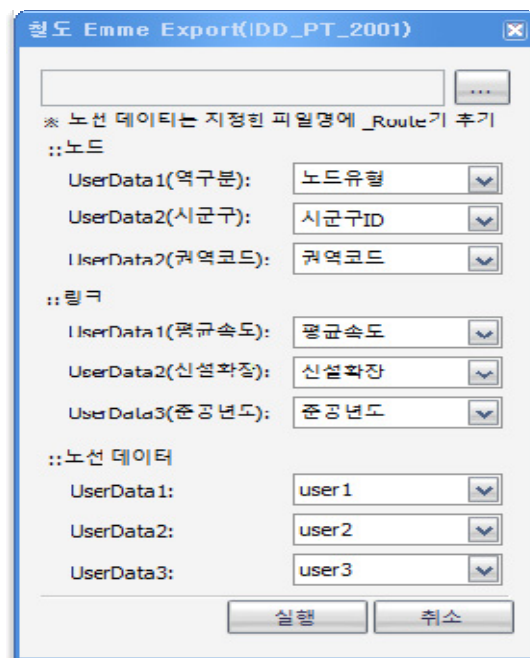 철도 Emme Export(IDD_PT_2001)
...
※ 노선 데이터는 지정한 파일명에 _Route가 추가
::노드
UserData1(역구분): 노드유형
UserData2(시군구): 시군구ID
UserData2(권역코드): 권역코드
::링크
UserData1(평균속도): 평균속도
UserData2(신설확장): 신설확장
UserData3(준공년도): 준공년도
::노선 데이터
UserData1: user1
UserData2: user2
UserData3: user3
실행 취소